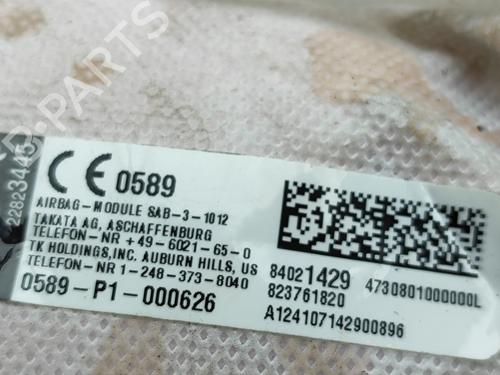 22823445
CE 0589
AIRBAG-MODULE SAB-3-1012
TAKATA AG, ASCHAFFENBURG
TELEFON-NR +49-6021-65-0
TK HOLDINGS,INC. AUBURN HILLS, US
TELEFON-NR 1-248-373-8040
0589-P1-000626
84021429
823761820
4730801000000L
A124107142900896
B-PARTS